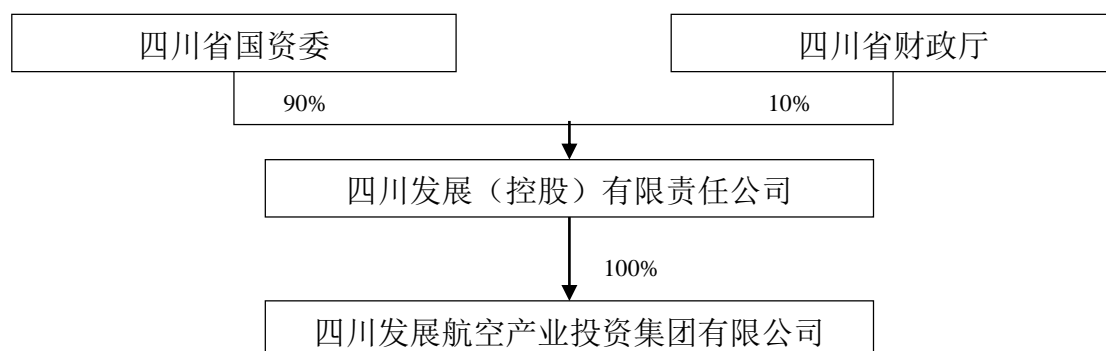 四川省国资委
四川省财政厅
90%
10%
四川发展（控股）有限责任公司
100%
四川发展航空产业投资集团有限公司